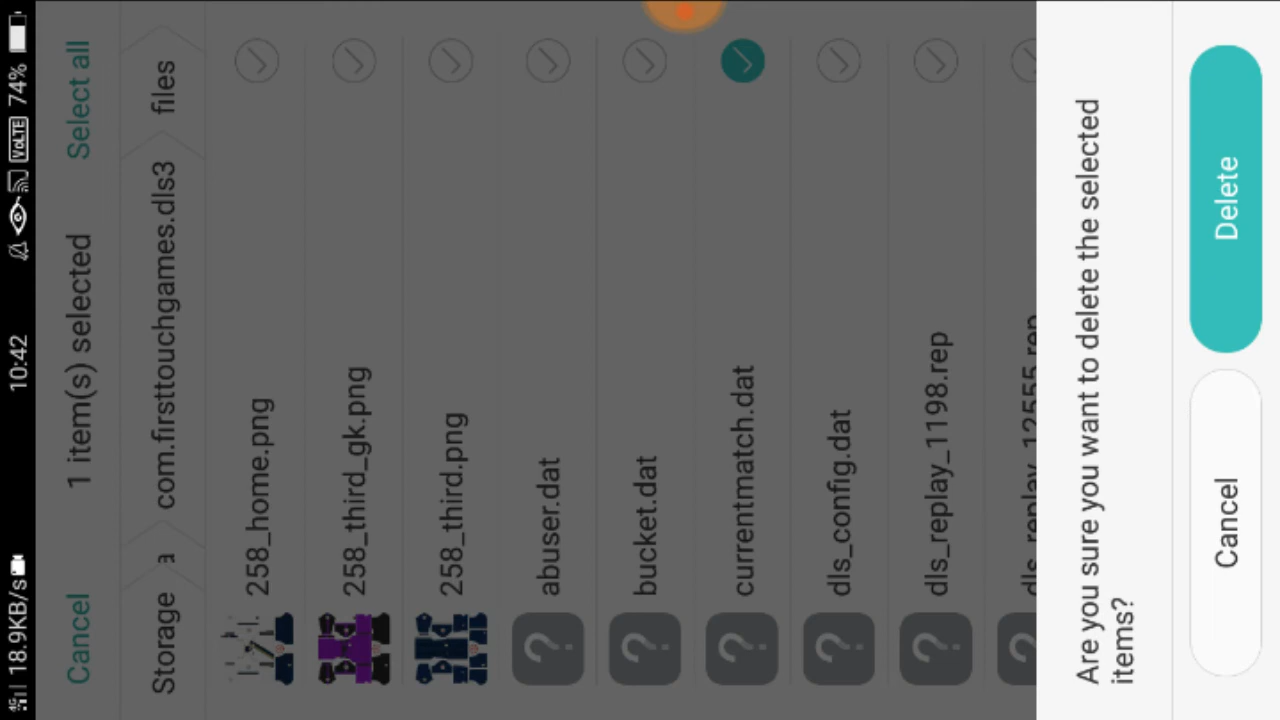 18.9KB/s 10:42 VoLTE 74%
Cancel 1 item(s) selected Select all
Storage a com.firsttouchgames.dls3 files
258_home.png
258_third_gk.png
258_third.png
abuser.dat
bucket.dat
currentmatch.dat
dls_config.dat
dls_replay_1198.rep
dls_replay_12555.rep
Are you sure you want to delete the selected
items?
Cancel Delete